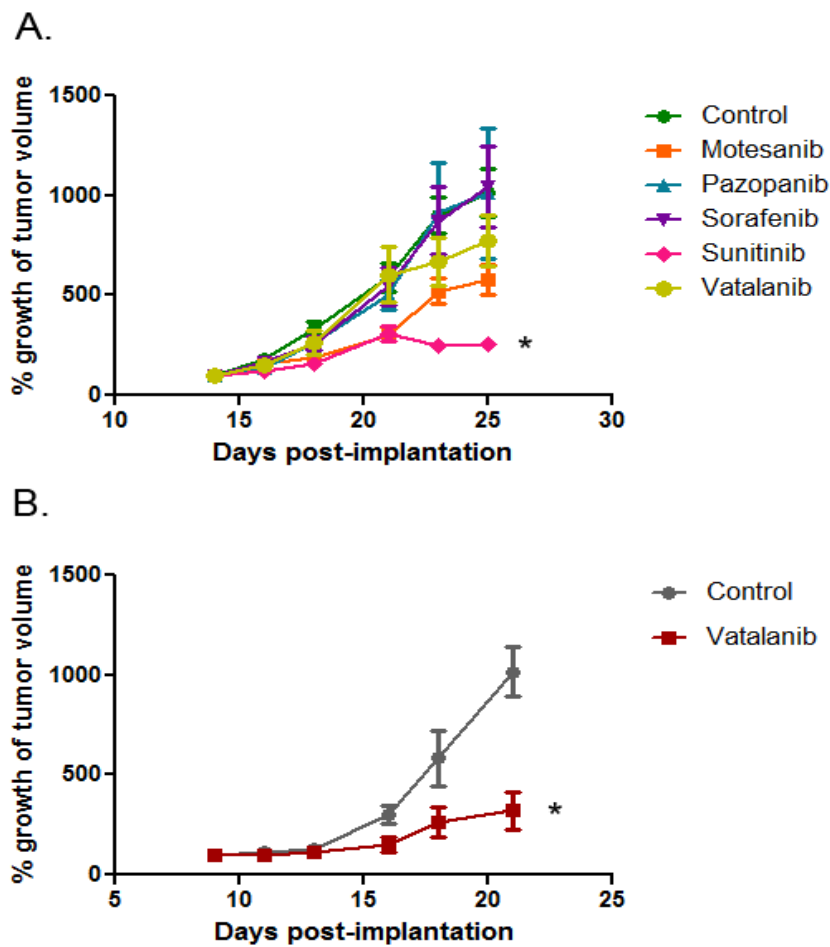 A.
% growth of tumor volume
1500
1000
500
0
10
15
20
25
30
Days post-implantation
*
Control
Motesanib
Pazopanib
Sorafenib
Sunitinib
Vatalanib
B.
% growth of tumor volume
1500
1000
500
0
5
10
15
20
25
Days post-implantation
*
Control
Vatalanib